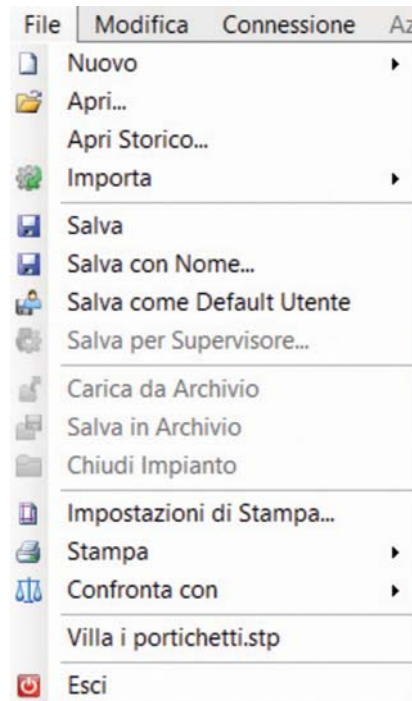 File Modifica Connessione
Nuovo
Apri...
Apri Storico...
Importa
Salva
Salva con Nome...
Salva come Default Utente
Salva per Supervisore...
Carica da Archivio
Salva in Archivio
Chiudi Impianto
Impostazioni di Stampa...
Stampa
Confronta con
Villa i portichetti.stp
Esci